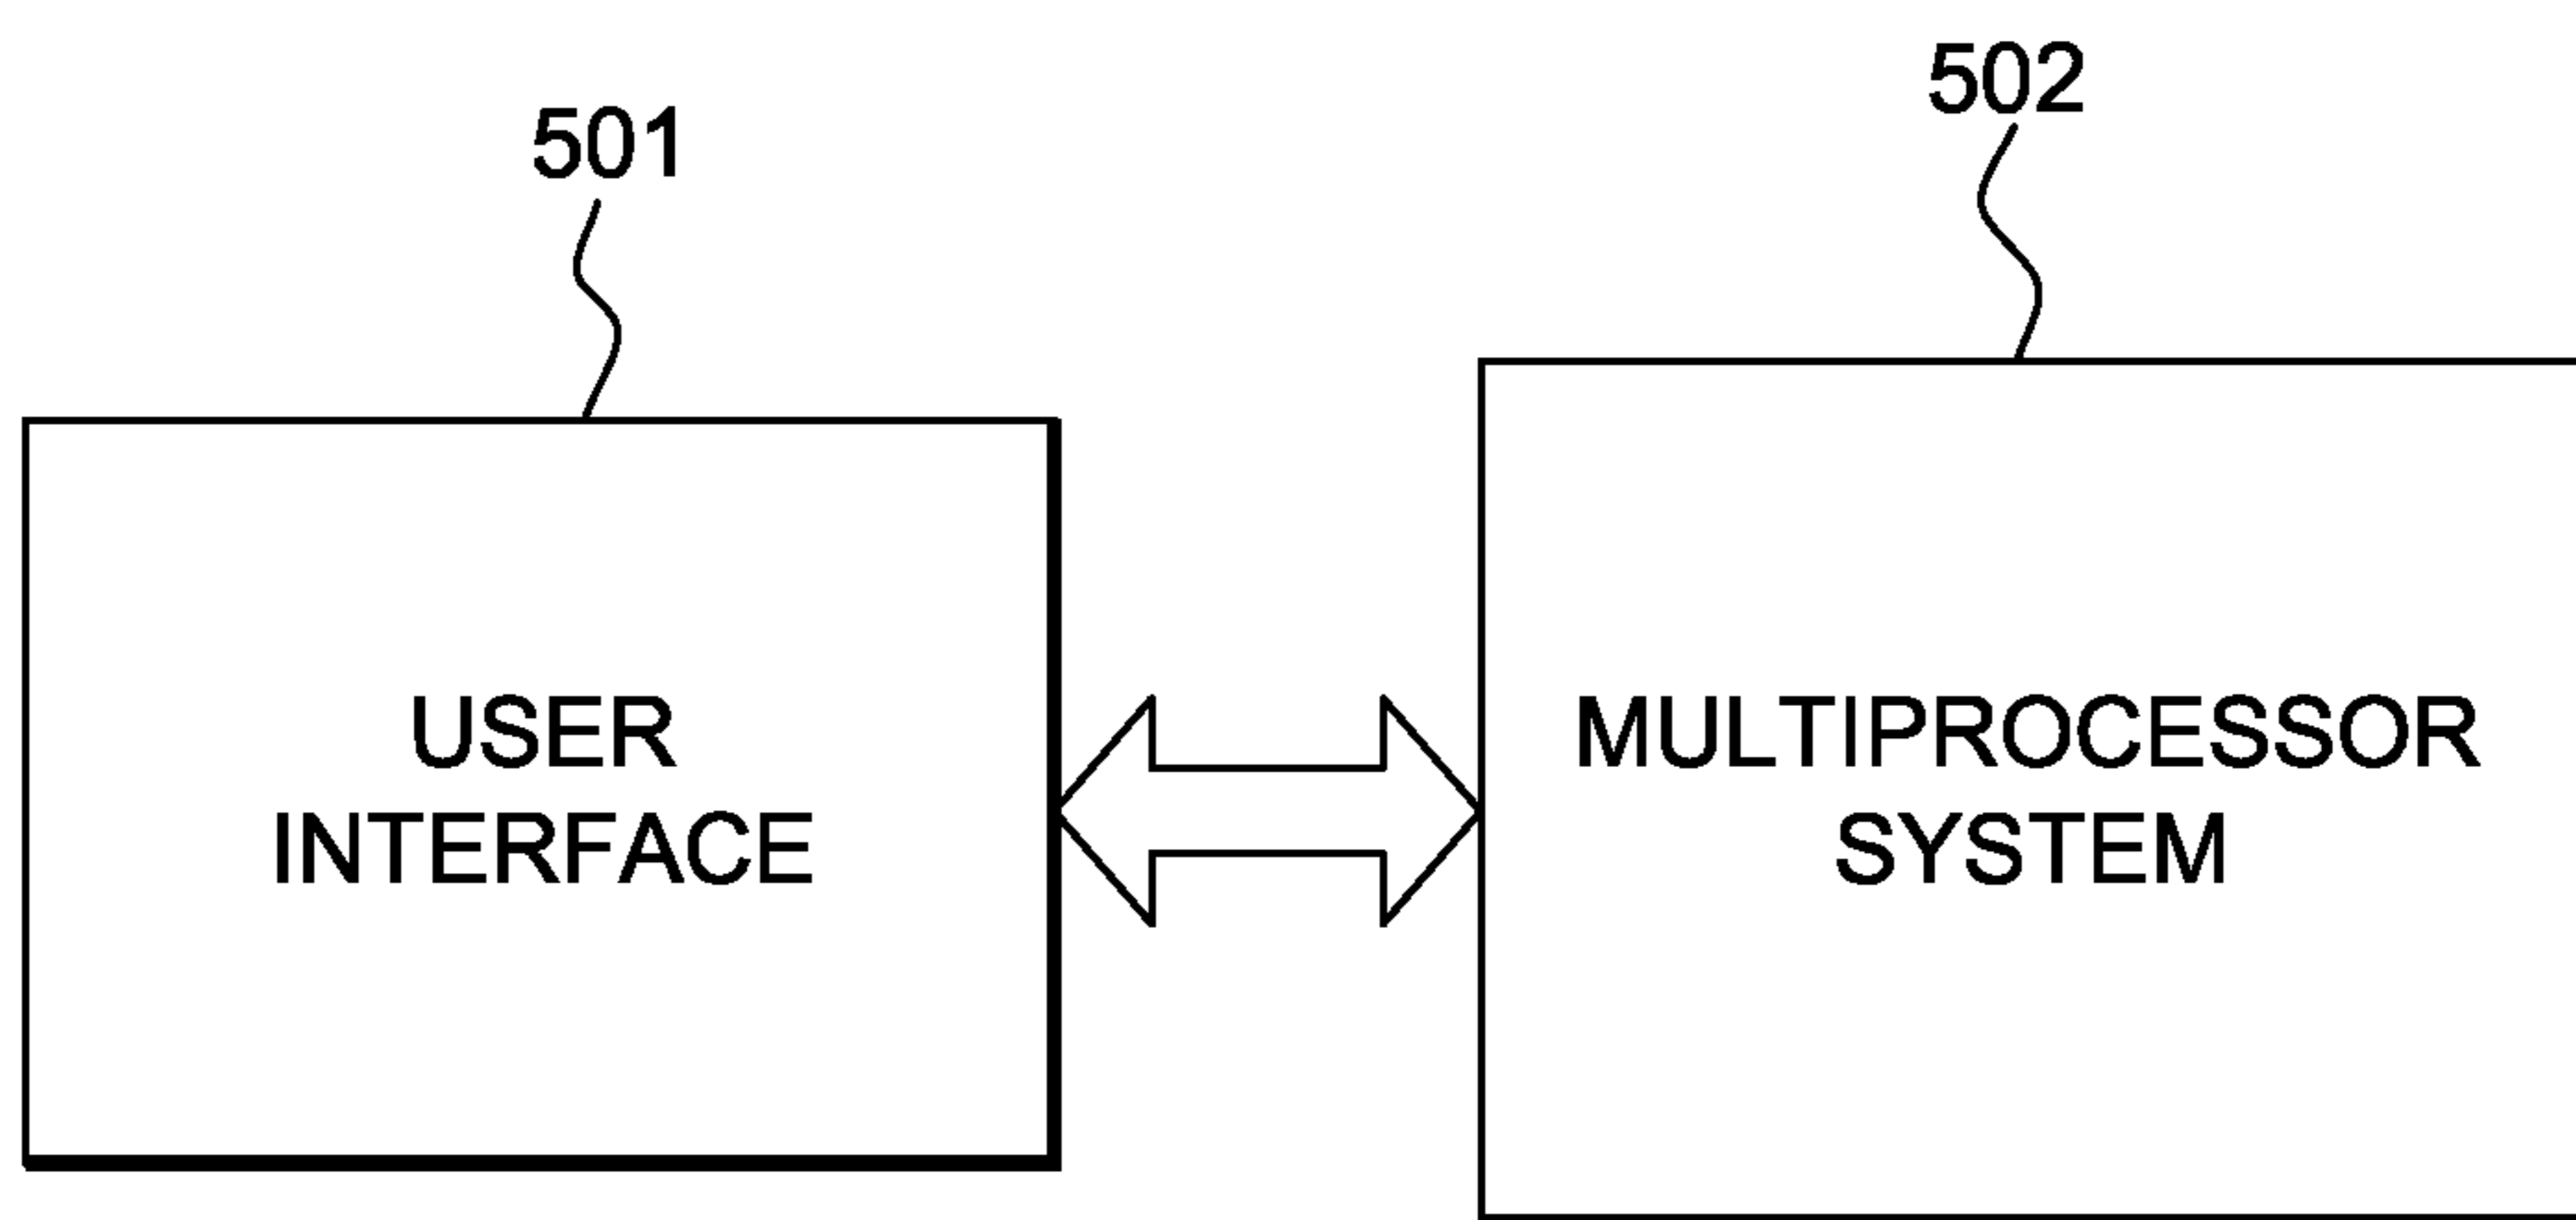 501
502
USER
INTERFACE
MULTIPROCESSOR
SYSTEM